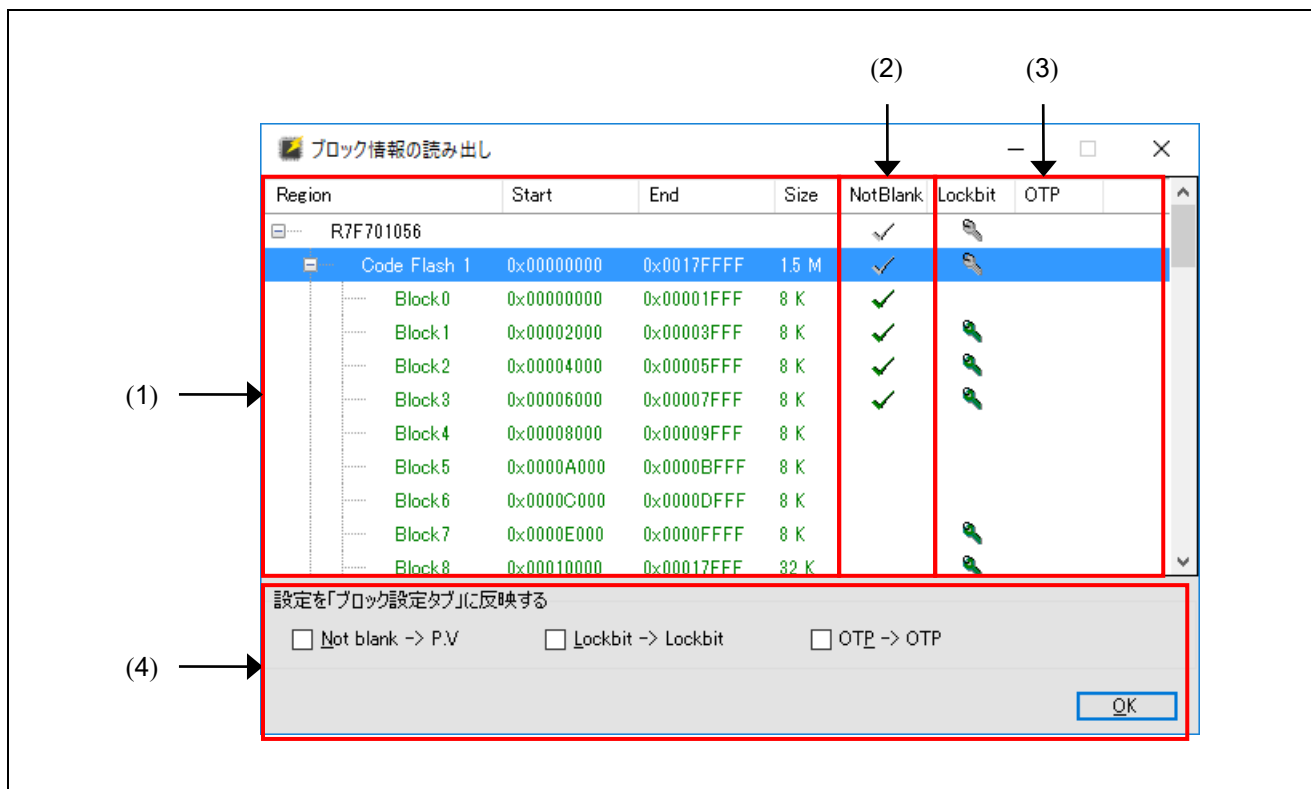 (2) (3)
ブロック情報の読み出し
Region Start End Size NotBlank Lockbit OTP
R7F701056
Code Flash 1 0x00000000 0x0017FFFF 1.5 M
Block0 0x00000000 0x00001FFF 8 K
Block1 0x00002000 0x00003FFF 8 K
Block2 0x00004000 0x00005FFF 8 K
(1)
Block3 0x00006000 0x00007FFF 8 K
Block4 0x00008000 0x00009FFF 8 K
Block5 0x0000A000 0x0000BFFF 8 K
Block6 0x0000C000 0x0000DFFF 8 K
Block7 0x0000E000 0x0000FFFF 8 K
Block8 0x00010000 0x00017FFF 32 K
設定を「ブロック設定タブ」に反映する
Not blank -> P.V Lockbit -> Lockbit OTP -> OTP
(4)
OK